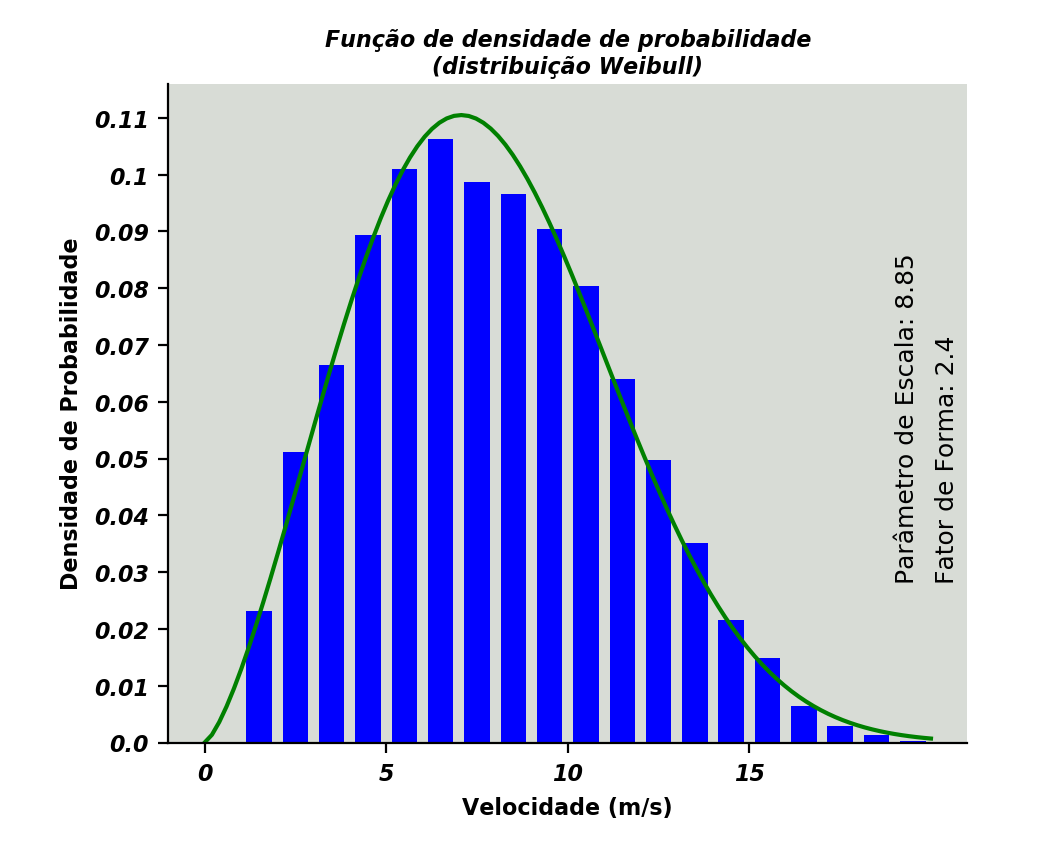 Função de densidade de probabilidade
(distribuição Weibull)
Densidade de Probabilidade
0.11
0.1
0.09
0.08
0.07
0.06
0.05
0.04
0.03
0.02
0.01
0.0
0
5
10
15
Velocidade (m/s)
Parâmetro de Escala: 8.85
Fator de Forma: 2.4